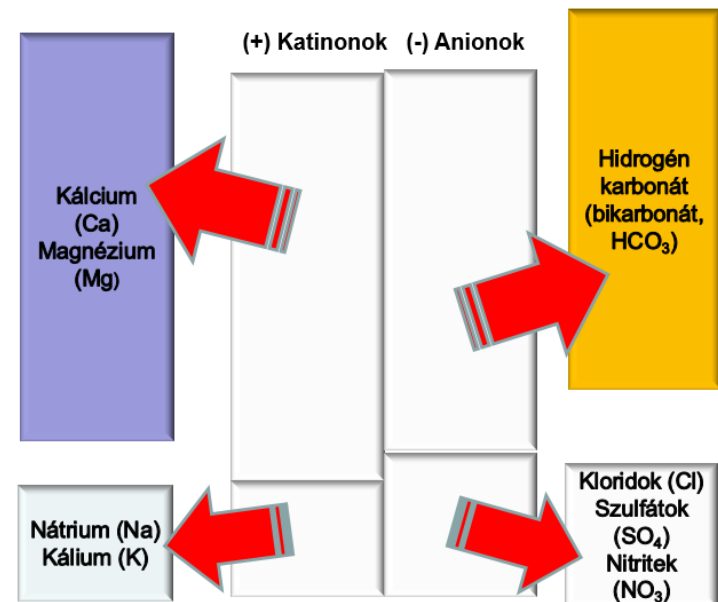 (+) Katinonok (-) Anionok
Kálcium
(Ca)
Magnézium
(Mg)
Hidrogén
karbonát
(bikarbonát,
HCO₃)
Nátrium (Na)
Kálium (K)
Kloridok (Cl)
Szulfátok
(SO₄)
Nitritek
(NO₃)